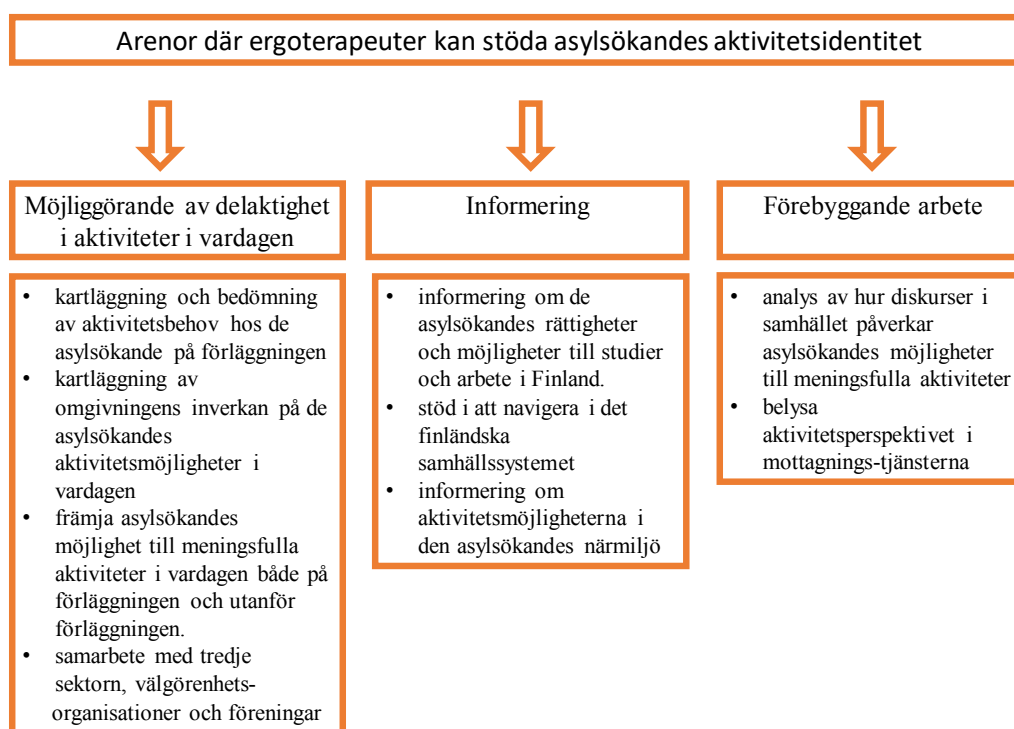 Arenor där ergoterapeuter kan stöda asylsökandes aktivitetsidentitet
Möjliggörande av delaktighet
i aktiviteter i vardagen
• kartläggning och bedömning
av aktivitetsbehov hos de
asylsökande på förläggningen
• kartläggning av
omgivningens inverkan på de
asylsökandes
aktivitetsmöjligheter i
vardagen
• främja asylsökandes
möjlighet till meningsfulla
aktiviteter i vardagen både på
förläggningen och utanför
förläggningen.
• samarbete med tredje
sektorn, välgörenhets-
organisationer och föreningar
Informering
• informering om de
asylsökandes rättigheter
och möjligheter till studier
och arbete i Finland.
• stöd i att navigera i det
finländska
samhällssystemet
• informering om
aktivitetsmöjligheterna i
den asylsökandes närmiljö
Förebyggande arbete
• analys av hur diskurser i
samhället påverkar
asylsökandes möjligheter
till meningsfulla aktiviteter
• belysa
aktivitetsperspektivet i
mottagnings-tjänsterna